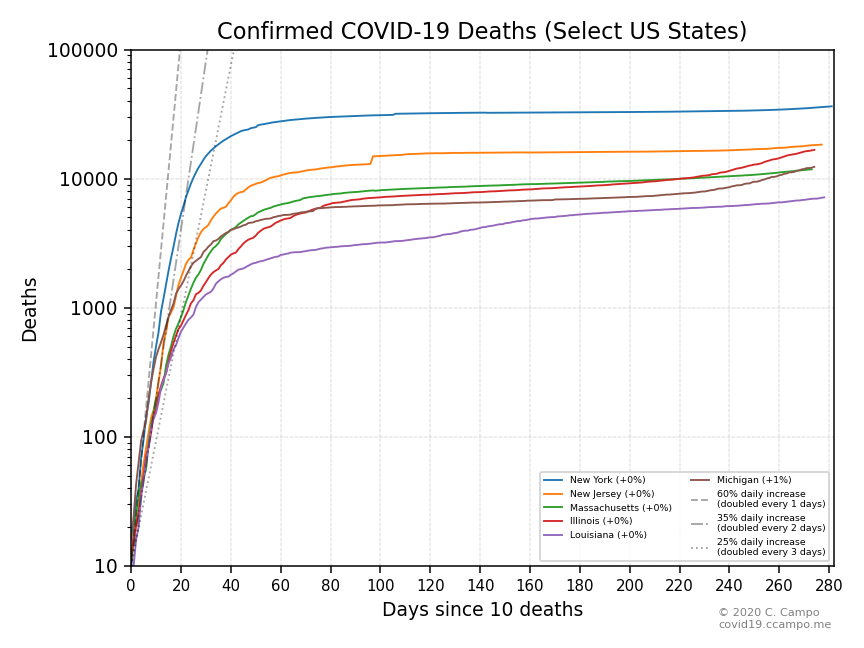 Confirmed COVID-19 Deaths (Select US States)
100000
10000
1000
100
10
Deaths
0 20 40 60 80 100 120 140 160 180 200 220 240 260 280
Days since 10 deaths
New York (+0%)
New Jersey (+0%)
Massachusetts (+0%)
Illinois (+0%)
Louisiana (+0%)
Michigan (+1%)
60% daily increase
(doubled every 1 days)
35% daily increase
(doubled every 2 days)
25% daily increase
(doubled every 3 days)
© 2020 C. Campo
covid19.ccampo.me